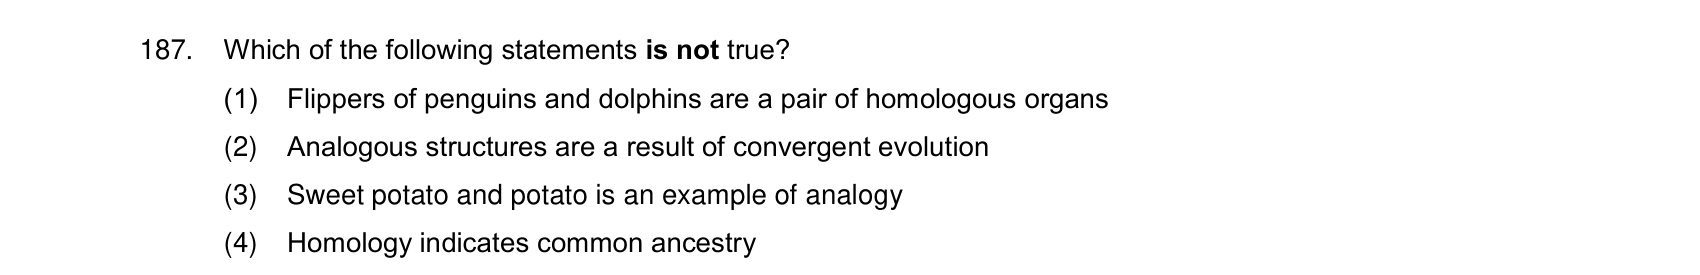 187. Which of the following statements is not true?
(1) Flippers of penguins and dolphins are a pair of homologous organs
(2) Analogous structures are a result of convergent evolution
(3) Sweet potato and potato is an example of analogy
(4) Homology indicates common ancestry